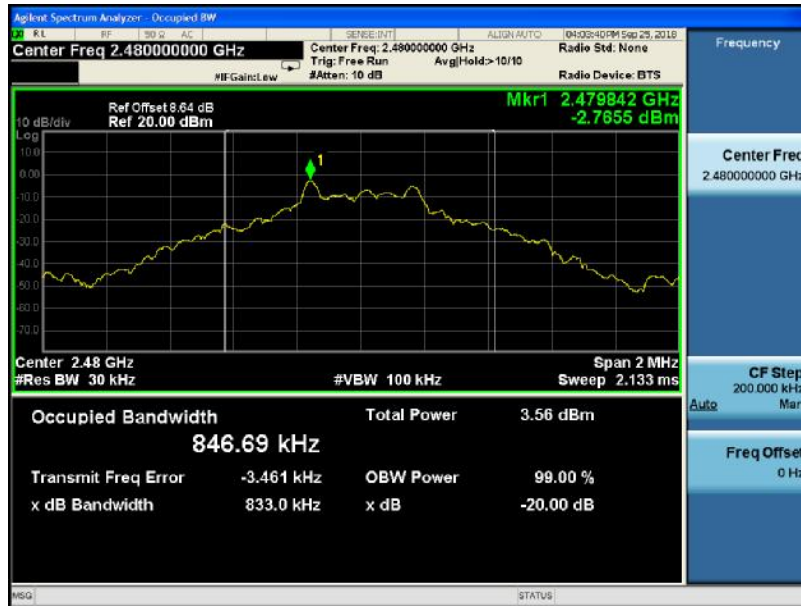 Agilent Spectrum Analyzer - Occupied BW
RL RF 50 Ω AC SENSE:INT ALIGN AUTO 04:03:40PM Sep 25, 2018
Center Freq 2.480000000 GHz
Center Freq: 2.480000000 GHz
Radio Std: None
Trig: Free Run Avg|Hold:>10/10
#IFGain:Low
#Atten: 10 dB
Radio Device: BTS
Frequency
Ref Offset 8.64 dB
Mkr1 2.479842 GHz
10 dB/div Ref 20.00 dBm
-2.7655 dBm
Log
10.0
0.00
-10.0
-20.0
-30.0
-40.0
-50.0
-60.0
-70.0
1
Center 2.48 GHz Span 2 MHz
#Res BW 30 kHz #VBW 100 kHz Sweep 2.133 ms
Occupied Bandwidth Total Power 3.56 dBm
846.69 kHz
Transmit Freq Error -3.461 kHz OBW Power 99.00 %
x dB Bandwidth 833.0 kHz x dB -20.00 dB
Center Freq
2.480000000 GHz
CF Step
200.000 kHz
Auto Man
Freq Offset
0 Hz
MSG STATUS